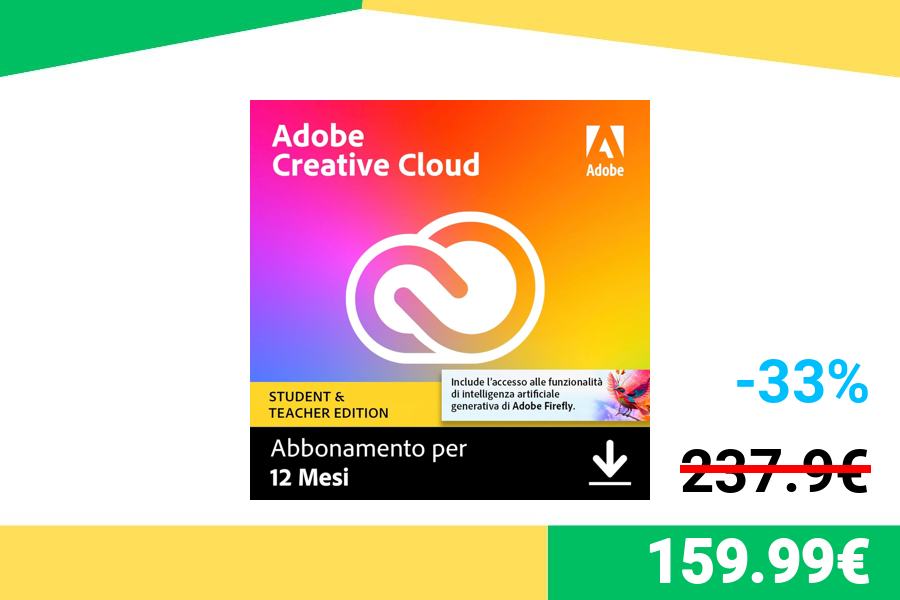 Adobe
Creative Cloud
Adobe
STUDENT &
TEACHER EDITION
Include l'accesso alle funzionalità
di intelligenza artificiale
generativa di Adobe Firefly.
Abbonamento per
12 Mesi
-33%
237.9€
159.99€